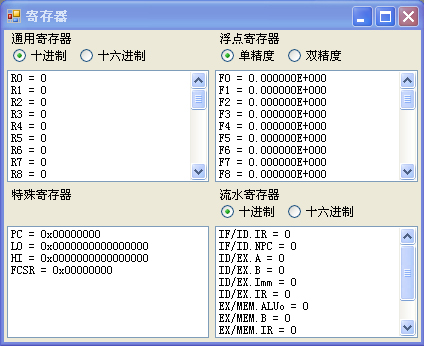 寄存器
通用寄存器
十进制 十六进制
R0 = 0
R1 = 0
R2 = 0
R3 = 0
R4 = 0
R5 = 0
R6 = 0
R7 = 0
R8 = 0
浮点寄存器
单精度 双精度
F0 = 0.000000E+000
F1 = 0.000000E+000
F2 = 0.000000E+000
F3 = 0.000000E+000
F4 = 0.000000E+000
F5 = 0.000000E+000
F6 = 0.000000E+000
F7 = 0.000000E+000
F8 = 0.000000E+000
特殊寄存器
PC = 0x00000000
LO = 0x0000000000000000
HI = 0x0000000000000000
FCSR = 0x00000000
流水寄存器
十进制 十六进制
IF/ID.IR = 0
IF/ID.NPC = 0
ID/EX.A = 0
ID/EX.B = 0
ID/EX.Imm = 0
ID/EX.IR = 0
EX/MEM.ALUo = 0
EX/MEM.B = 0
EX/MEM.IR = 0